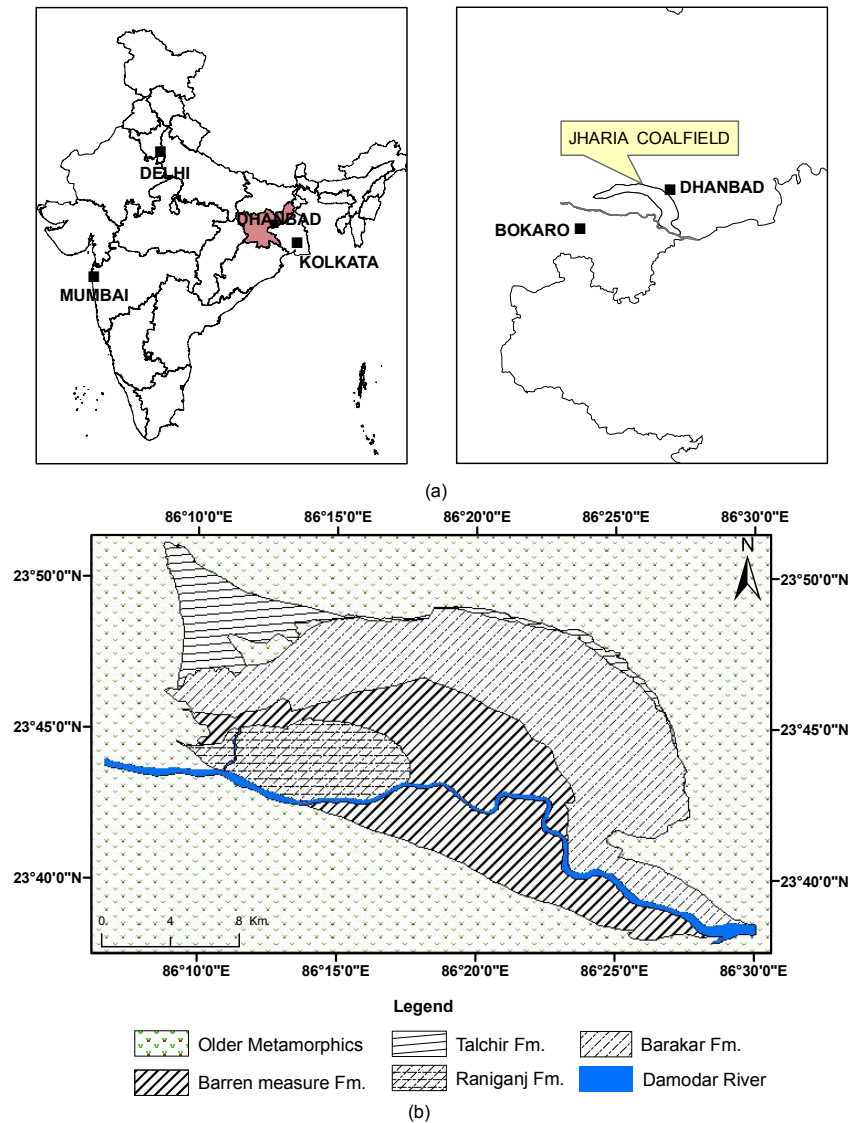 DELHI
DHANBAD
KOLKATA
MUMBAI
JHARIA COALFIELD
DHANBAD
BOKARO
(a)
86°10'0"E 86°15'0"E 86°20'0"E 86°25'0"E 86°30'0"E
N
23°50'0"N 23°50'0"N
23°45'0"N 23°45'0"N
23°40'0"N 23°40'0"N
0 4 8 Km.
86°10'0"E 86°15'0"E 86°20'0"E 86°25'0"E 86°30'0"E
Legend
Older Metamorphics Talchir Fm. Barakar Fm.
Barren measure Fm. Raniganj Fm. Damodar River
(b)